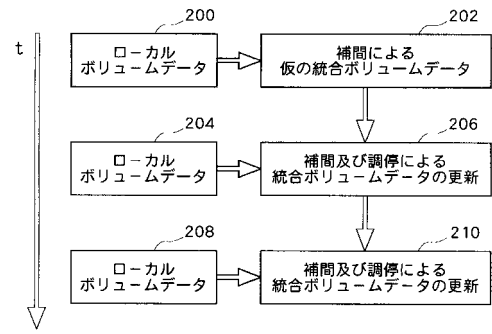 200
202
t
ローカル
ボリュームデータ
補間による
仮の統合ボリュームデータ
204
206
ローカル
ボリュームデータ
補間及び調停による
統合ボリュームデータの更新
208
210
ローカル
ボリュームデータ
補間及び調停による
統合ボリュームデータの更新